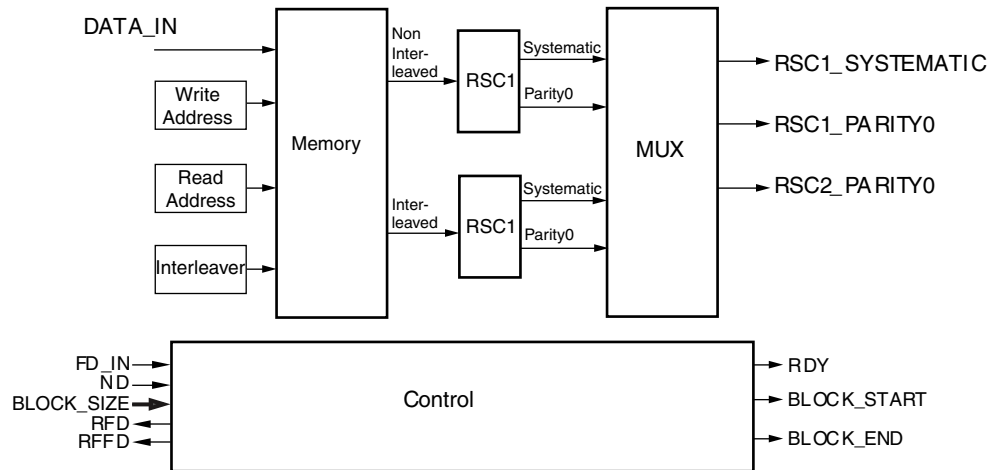 DATA_IN
Write
Address
Read
Address
Interleaver
Memory
Non
Inter-
leaved
RSC1
Systematic
Parity0
Inter-
leaved
RSC1
Systematic
Parity0
MUX
RSC1_SYSTEMATIC
RSC1_PARITY0
RSC2_PARITY0
FD_IN
ND
BLOCK_SIZE
RFD
RFFD
Control
RDY
BLOCK_START
BLOCK_END